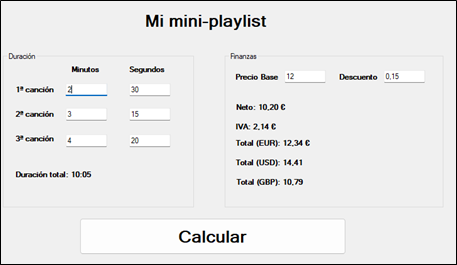 Mi mini-playlist
Duración
Minutos Segundos
1ª canción 2 30
2ª canción 3 15
3ª canción 4 20
Duración total: 10:05
Finanzas
Precio Base 12 Descuento 0,15
Neto: 10,20 €
IVA: 2,14 €
Total (EUR): 12,34 €
Total (USD): 14,41
Total (GBP): 10,79
Calcular